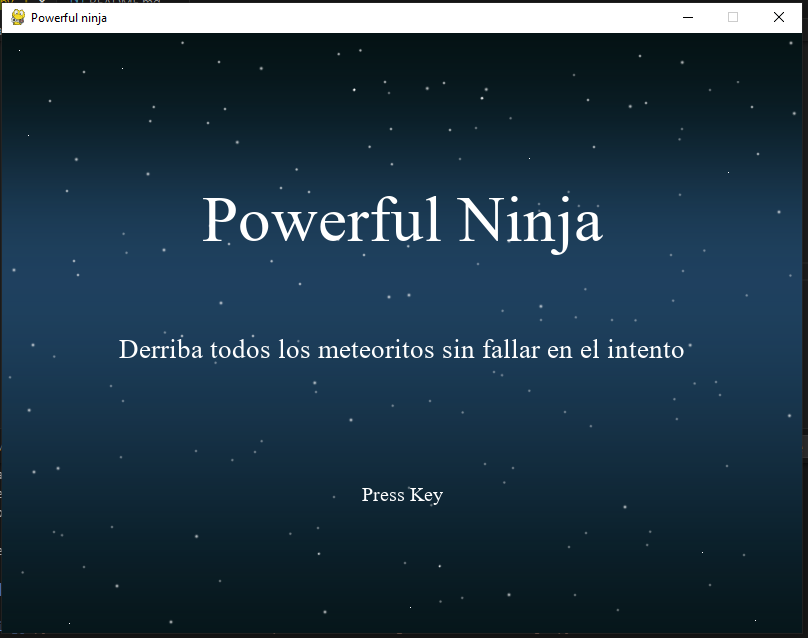 Powerful ninja
Powerful Ninja
Derriba todos los meteoritos sin fallar en el intento
Press Key